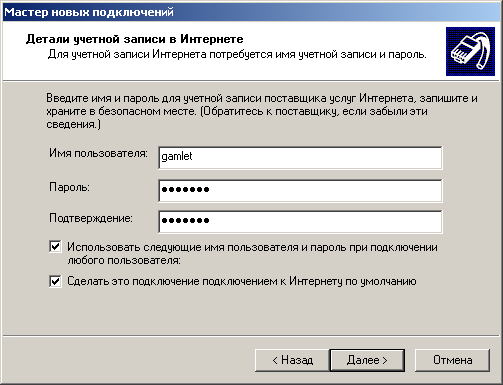 Мастер новых подключений
Детали учетной записи в Интернете
Для учетной записи Интернета потребуется имя учетной записи и пароль.
Введите имя и пароль для учетной записи поставщика услуг Интернета, запишите и
храните в безопасном месте. (Обратитесь к поставщику, если забыли эти
сведения.)
Имя пользователя: gamlet
Пароль: •••••••
Подтверждение: •••••••
Использовать следующие имя пользователя и пароль при подключении
любого пользователя:
Сделать это подключение подключением к Интернету по умолчанию
< Назад Далее > Отмена